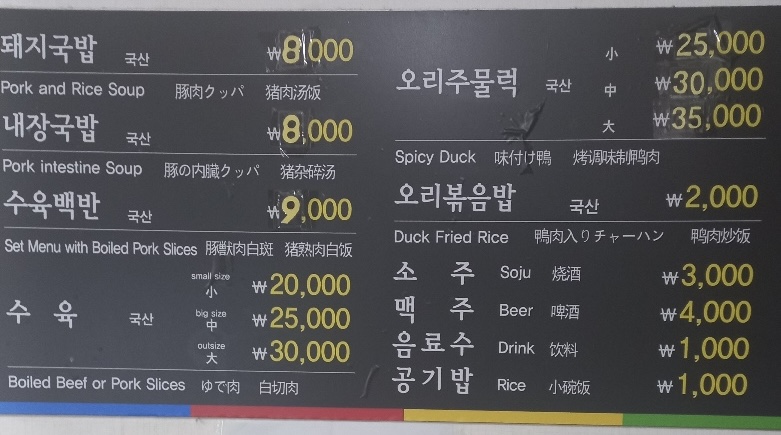 돼지국밥 국산 ₩8,000
Pork and Rice Soup 豚肉クッパ 猪肉汤饭
내장국밥 국산 ₩8,000
Pork intestine Soup 豚の内臓クッパ 猪杂碎汤
수육백반 국산 ₩9,000
Set Menu with Boiled Pork Slices 豚獣肉白斑 猪熟肉白饭
small size
小 ₩20,000
수 육 국산 big size
中 ₩25,000
outsize
大 ₩30,000
Boiled Beef or Pork Slices ゆで肉 白切肉
小 ₩25,000
오리주물럭 국산 中 ₩30,000
大 ₩35,000
Spicy Duck 味付け鴨 烤调味制鸭肉
오리볶음밥 국산 ₩2,000
Duck Fried Rice 鴨肉入りチャーハン 鸭肉炒饭
소 주 Soju 烧酒 ₩3,000
맥 주 Beer 啤酒 ₩4,000
음료수 Drink 饮料 ₩1,000
공기밥 Rice 小碗饭 ₩1,000